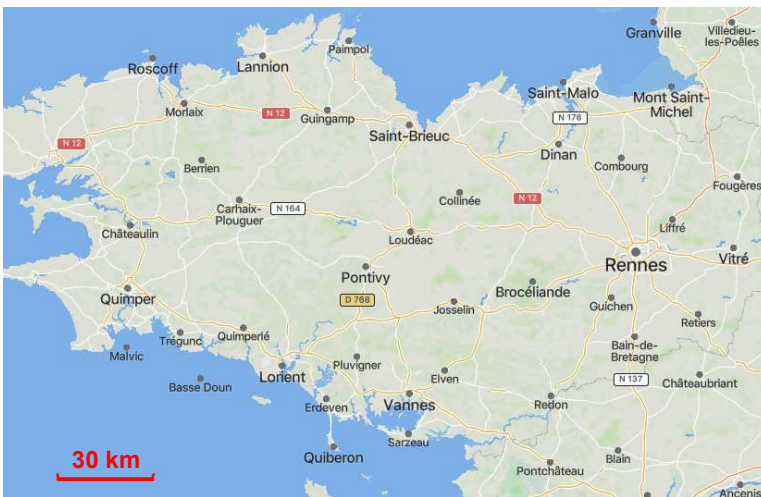 Granville
Villedieu-
les-Poêles
Paimpol
Roscoff
Lannion
Saint-Malo
Mont Saint-
Michel
Morlaix
N 12
Guingamp
N 176
Saint-Brieuc
N 12
Dinan
Berrien
Combourg
Fougères
Collinée
N 12
Carhaix-
Plouguer
N 164
Châteaulin
Loudéac
Liffré
Rennes
Vitré
Pontivy
Quimper
D 768
Brocéliande
Josselin
Guichen
Retiers
Trégunc
Quimperlé
Malvic
Bain-de-
Bretagne
Pluvigner
Lorient
Elven
N 137
Châteaubriant
Basse Doun
Erdeven
Vannes
Redon
Sarzeau
Quiberon
Blain
30 km
Pontchâteau
Ancenis